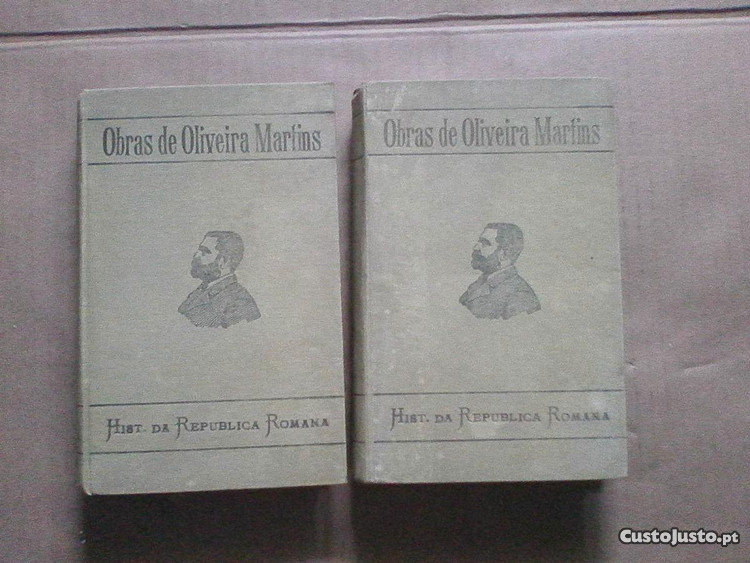 Obras de Oliveira Martins
Hist. da Republica Romana
Obras de Oliveira Martins
Hist. da Republica Romana
CustoJusto.pt